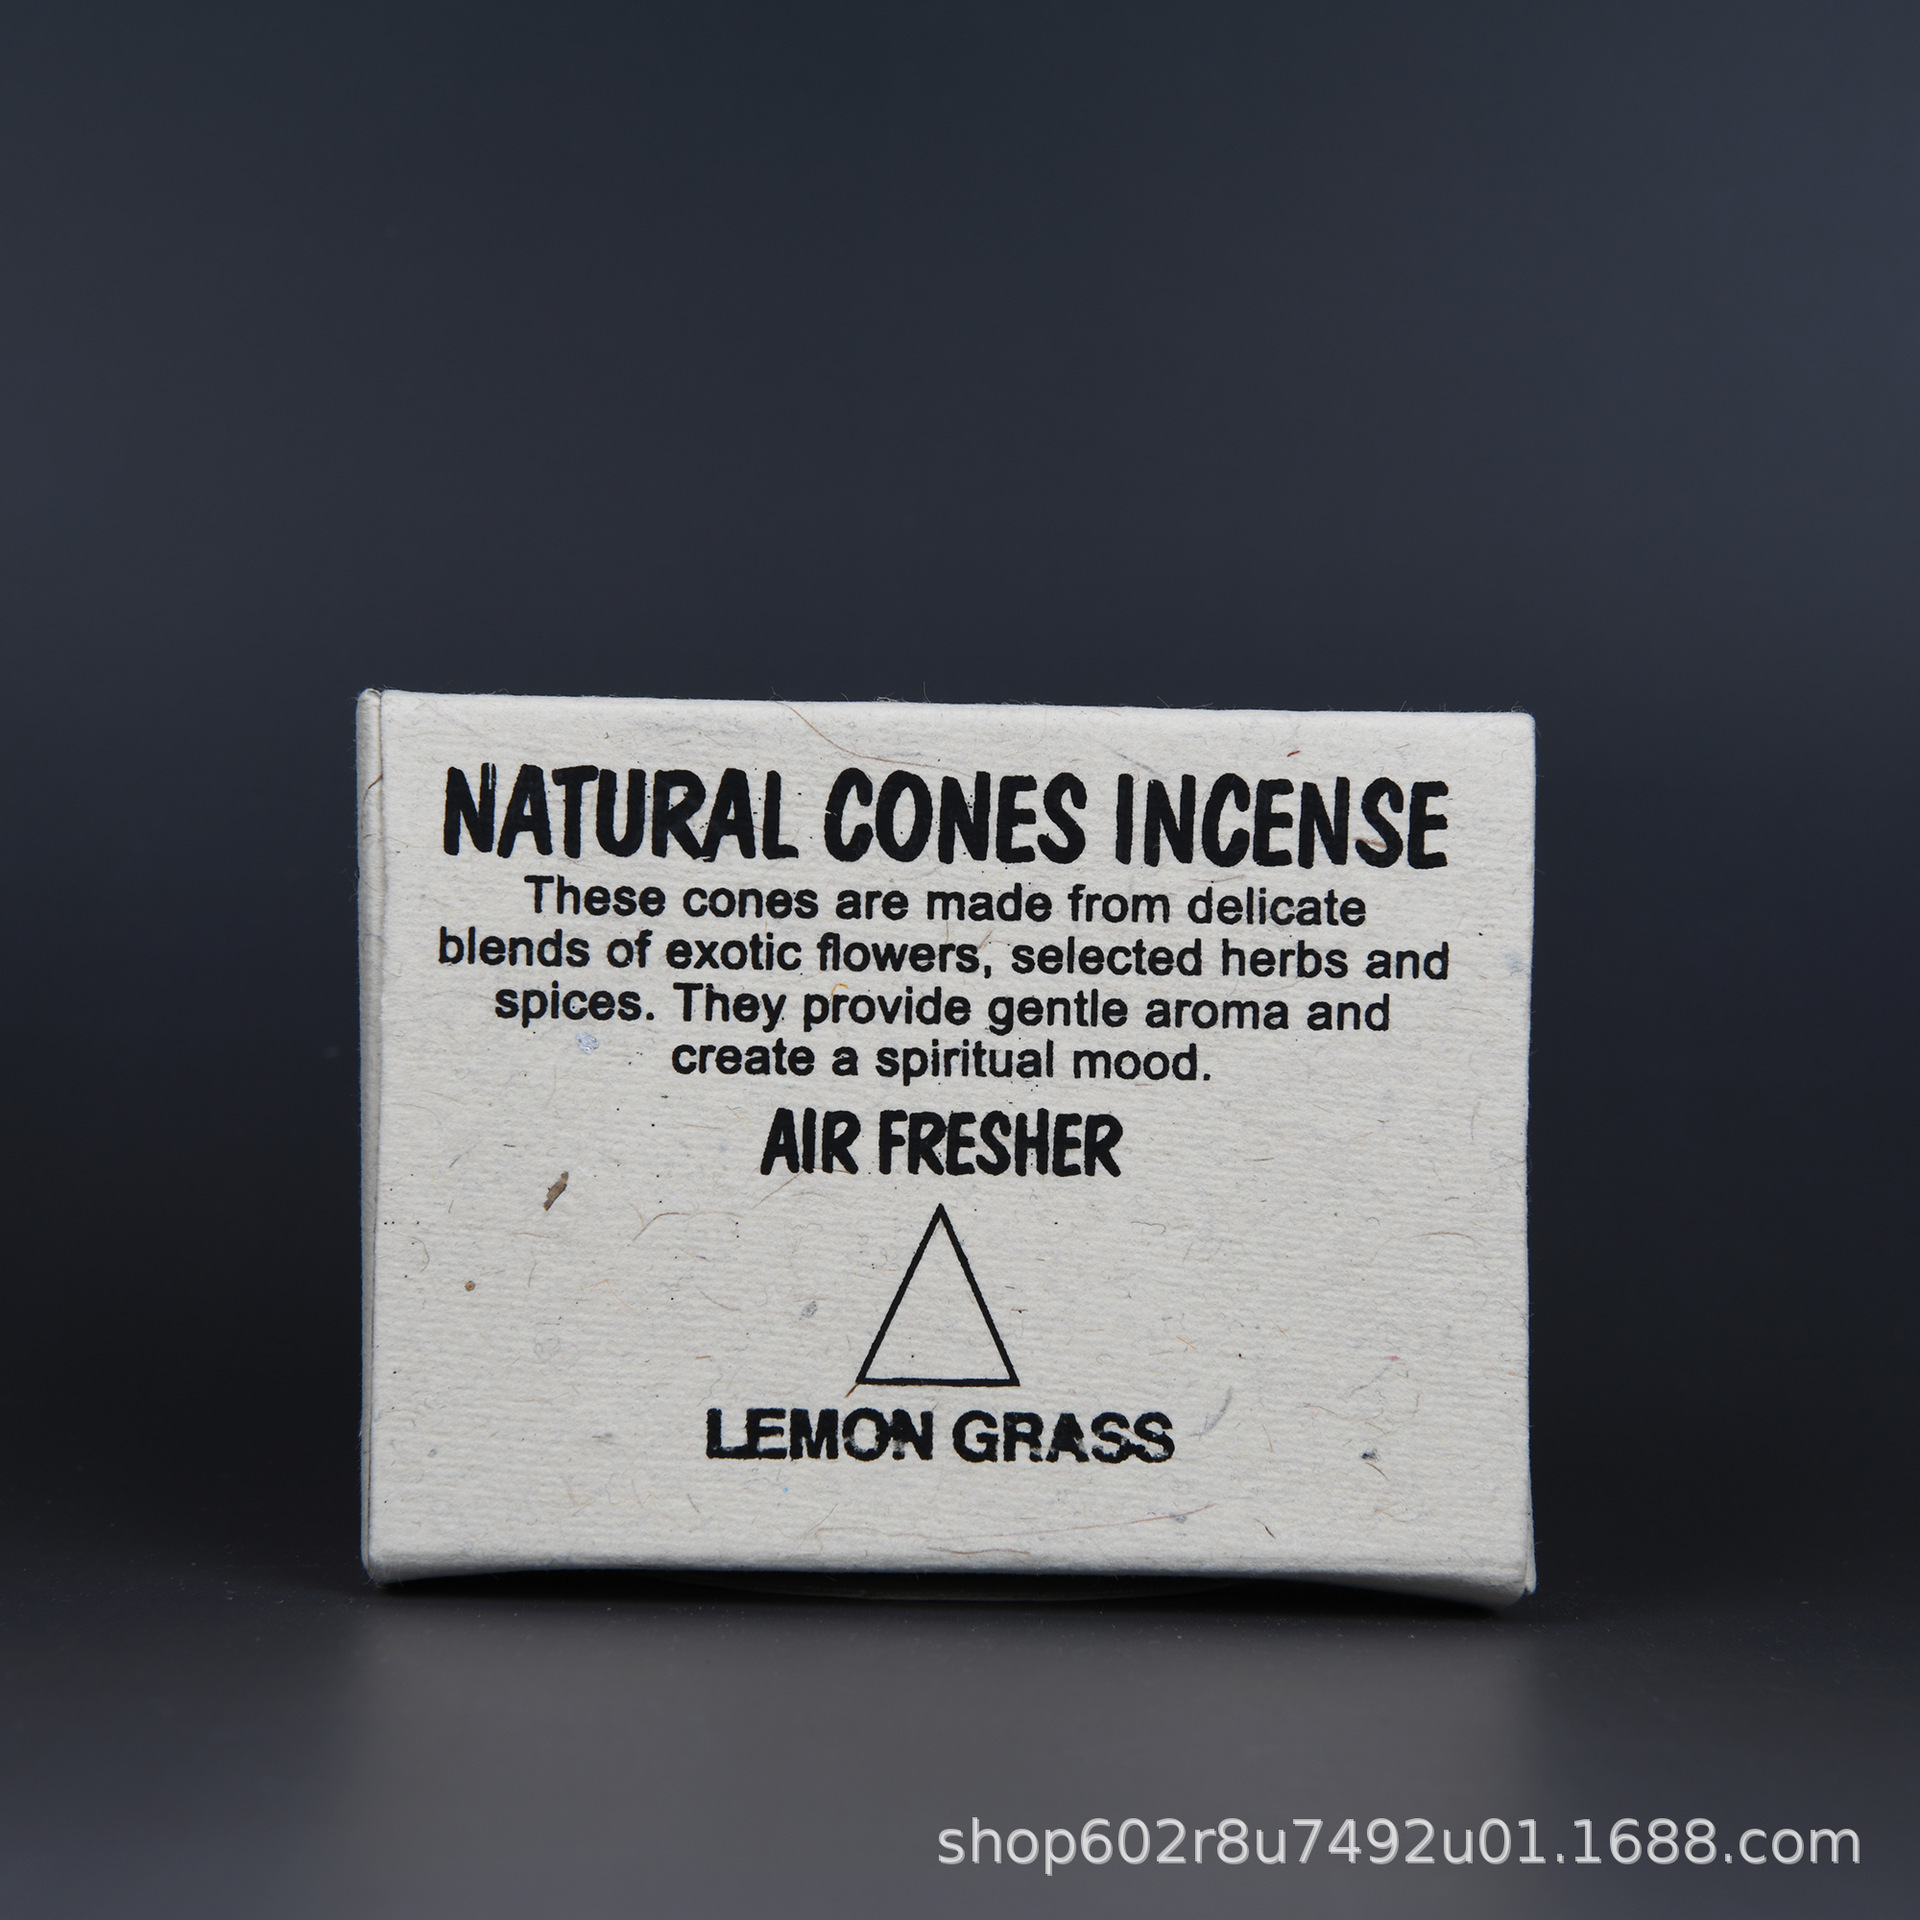 NATURAL CONES INCENSE
These cones are made from delicate
blends of exotic flowers, selected herbs and
spices. They provide gentle aroma and
create a spiritual mood.
AIR FRESHER
LEMON GRASS
shop602r8u7492u01.1688.com